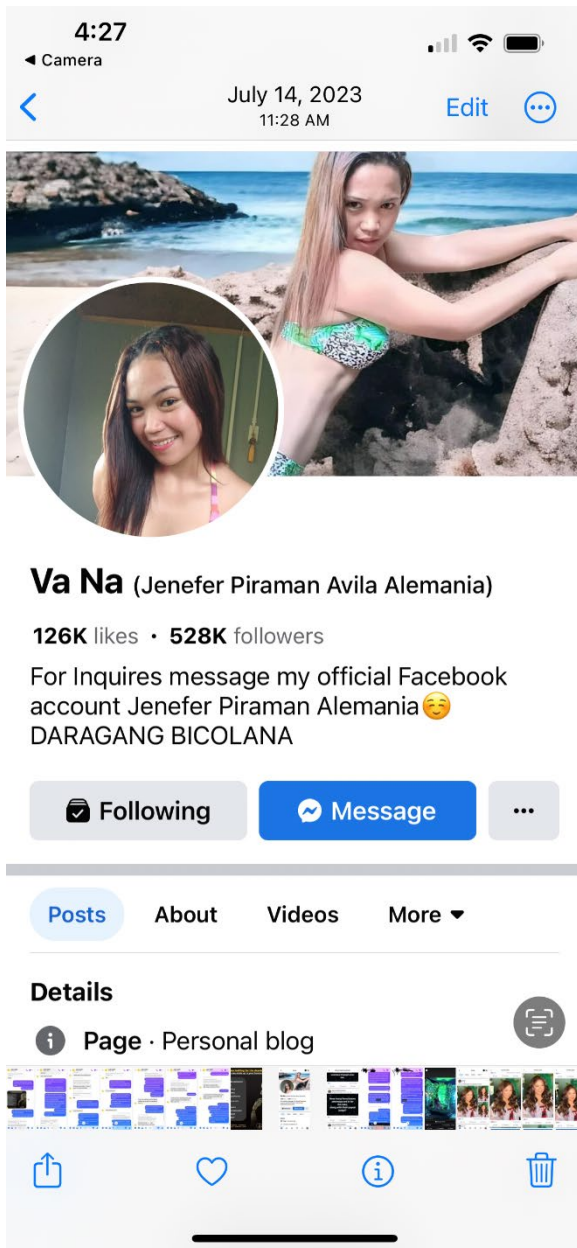 4:27
◀ Camera
July 14, 2023
11:28 AM
Edit
Va Na (Jenefer Piraman Avila Alemania)
126K likes • 528K followers
For Inquires message my official Facebook
account Jenefer Piraman Alemania☺️
DARAGANG BICOLANA
Following
Message
Posts
About
Videos
More
Details
Page · Personal blog